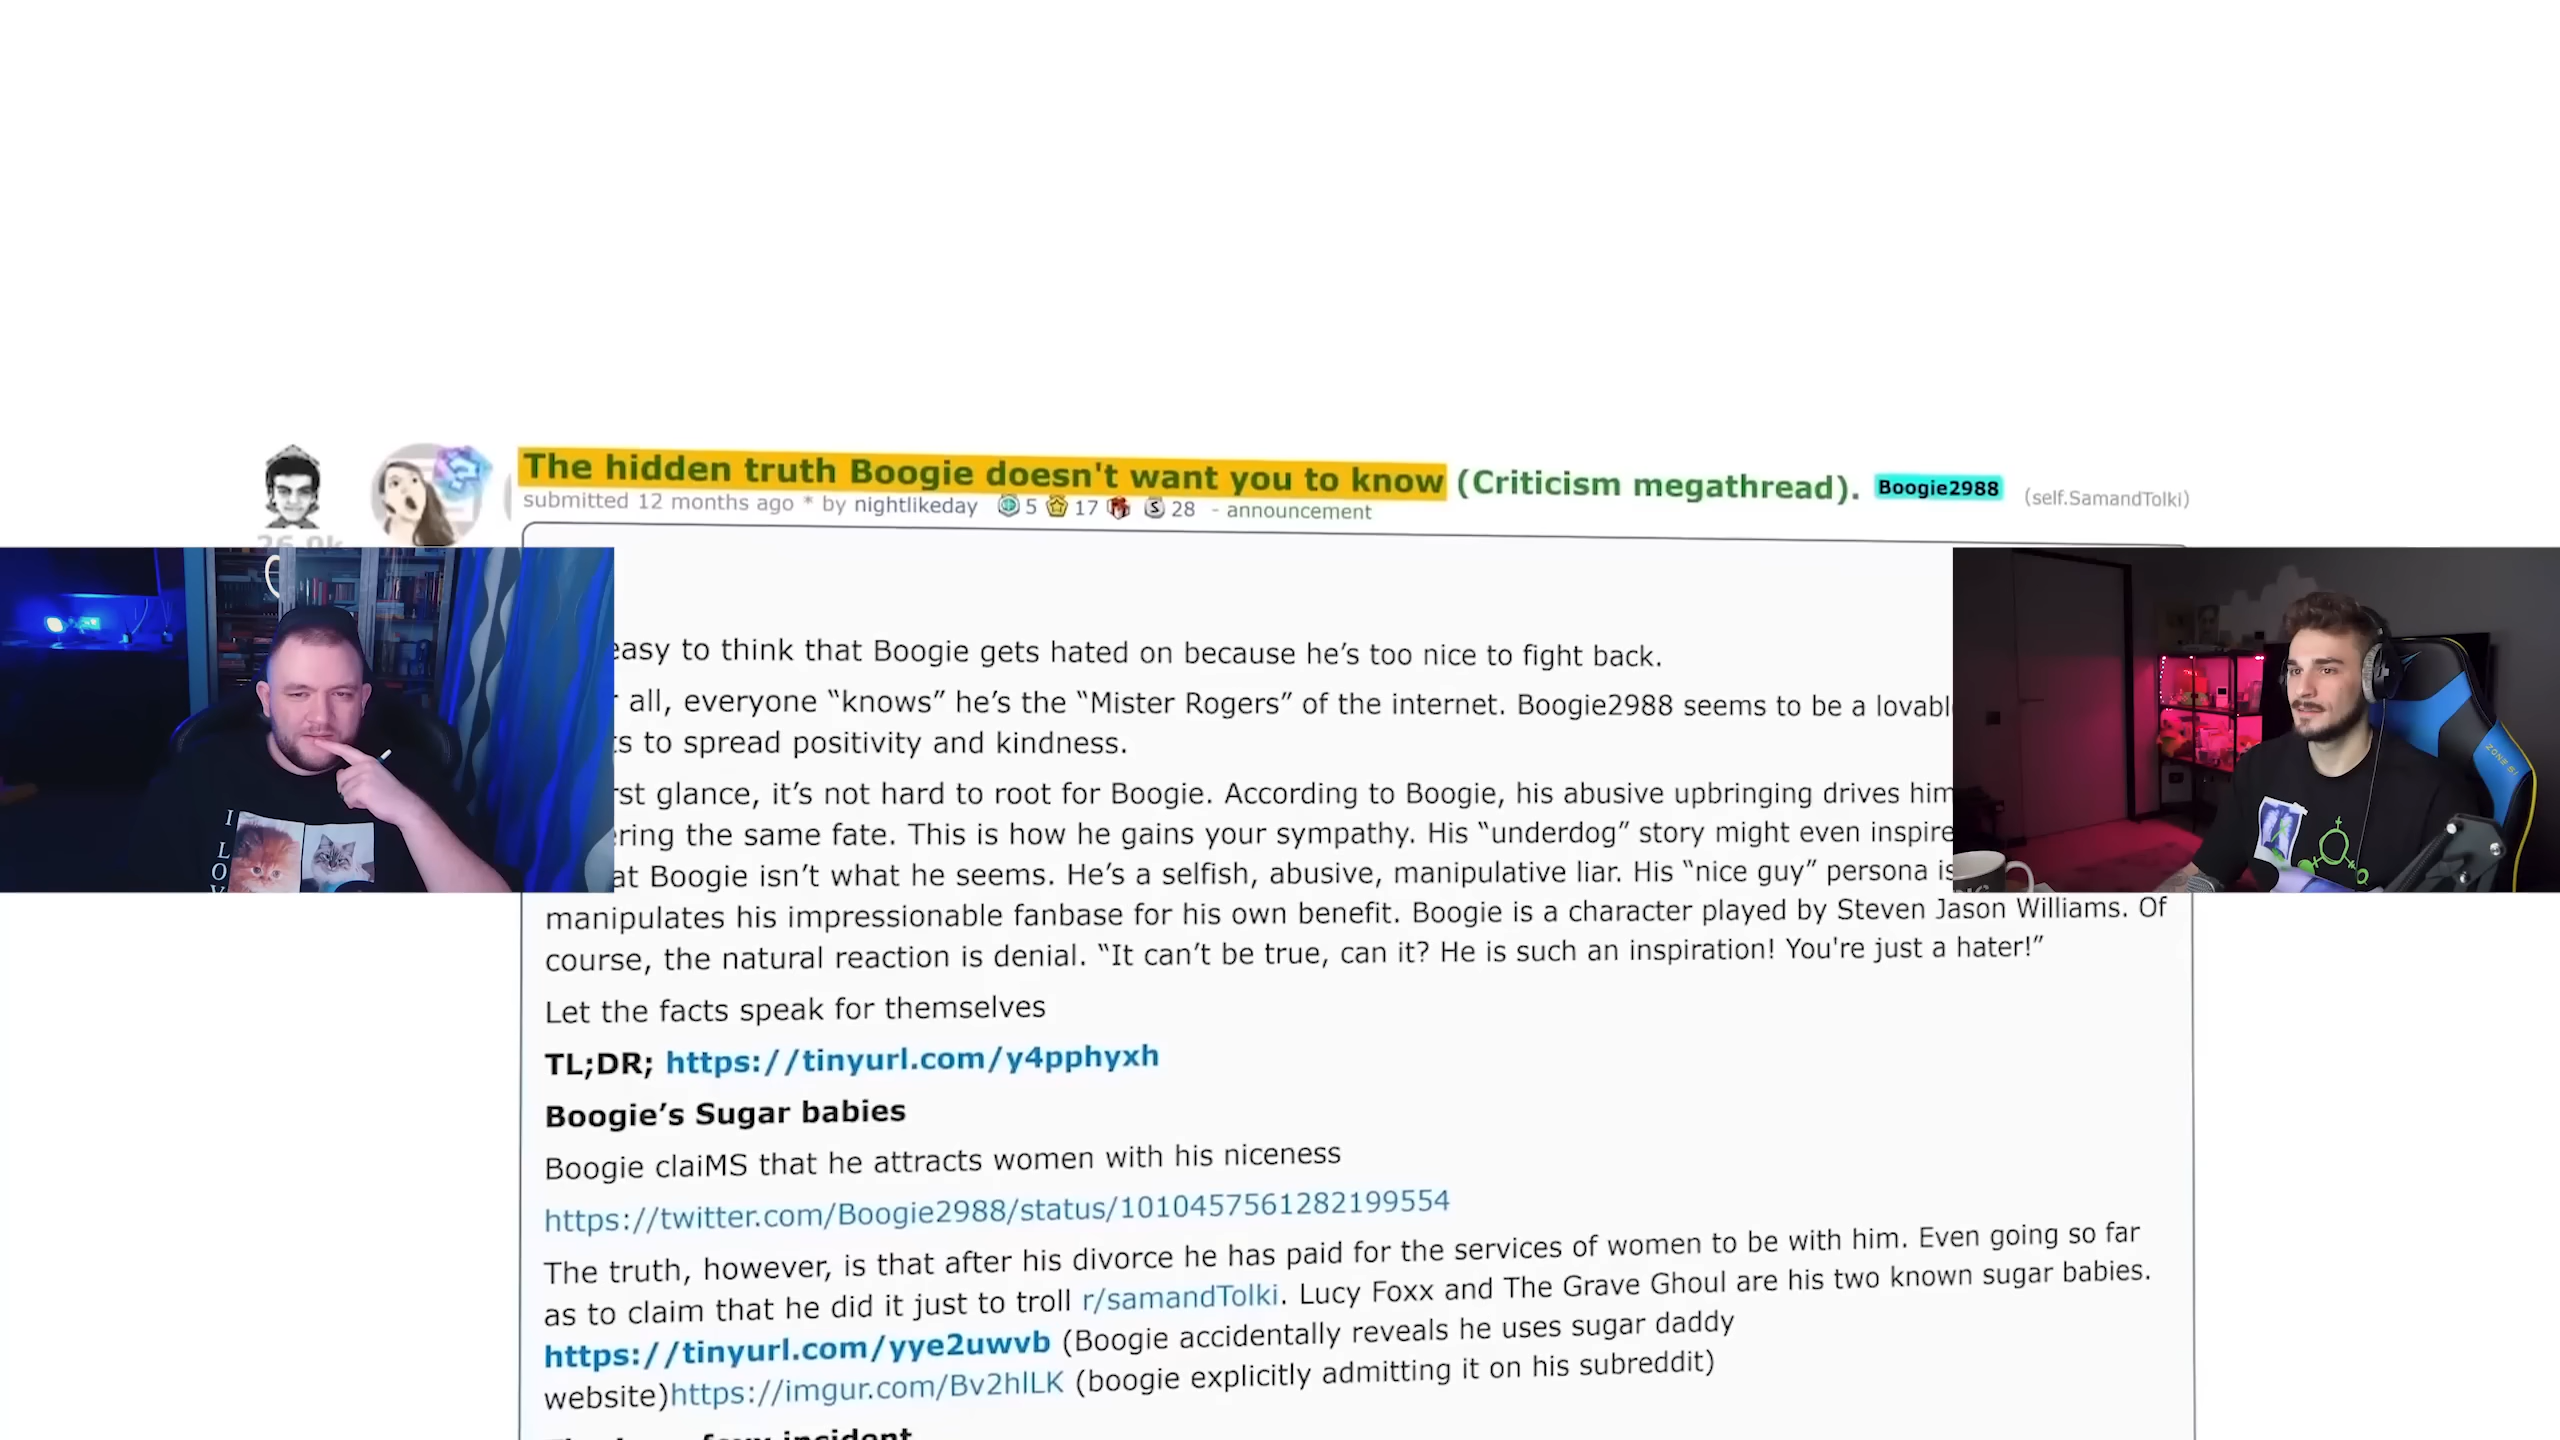 The hidden truth Boogie doesn't want you to know (Criticism megathread). Boogie2988 (self.SamandTolki)
submitted 12 months ago * by nightlikeday 5 17 28 - announcement
easy to think that Boogie gets hated on because he's too nice to fight back.
all, everyone “knows” he's the “Mister Rogers” of the internet. Boogie2988 seems to be a
to spread positivity and kindness.
glance, it's not hard to root for Boogie. According to Boogie, his abusive upbringing drives him
the same fate. This is how he gains your sympathy. His “underdog” story might even inspire
Boogie isn't what he seems. He's a selfish, abusive, manipulative liar. His “nice guy” persona
manipulates his impressionable fanbase for his own benefit. Boogie is a character played by Steven Jason Williams. Of
course, the natural reaction is denial. “It can't be true, can it? He is such an inspiration! You're just a hater!”
Let the facts speak for themselves
TL;DR; https://tinyurl.com/y4pphyxh
Boogie's Sugar babies
Boogie claiMS that he attracts women with his niceness
https://twitter.com/Boogie2988/status/1010457561282199554
The truth, however, is that after his divorce he has paid for the services of women to be with him. Even going so far
as to claim that he did it just to troll r/samandTolki. Lucy Foxx and The Grave Ghoul are his two known sugar babies.
https://tinyurl.com/yye2uwvb (Boogie accidentally reveals he uses sugar daddy
website)https://imgur.com/Bv2hlLK (boogie explicitly admitting it on his subreddit)
incident
I